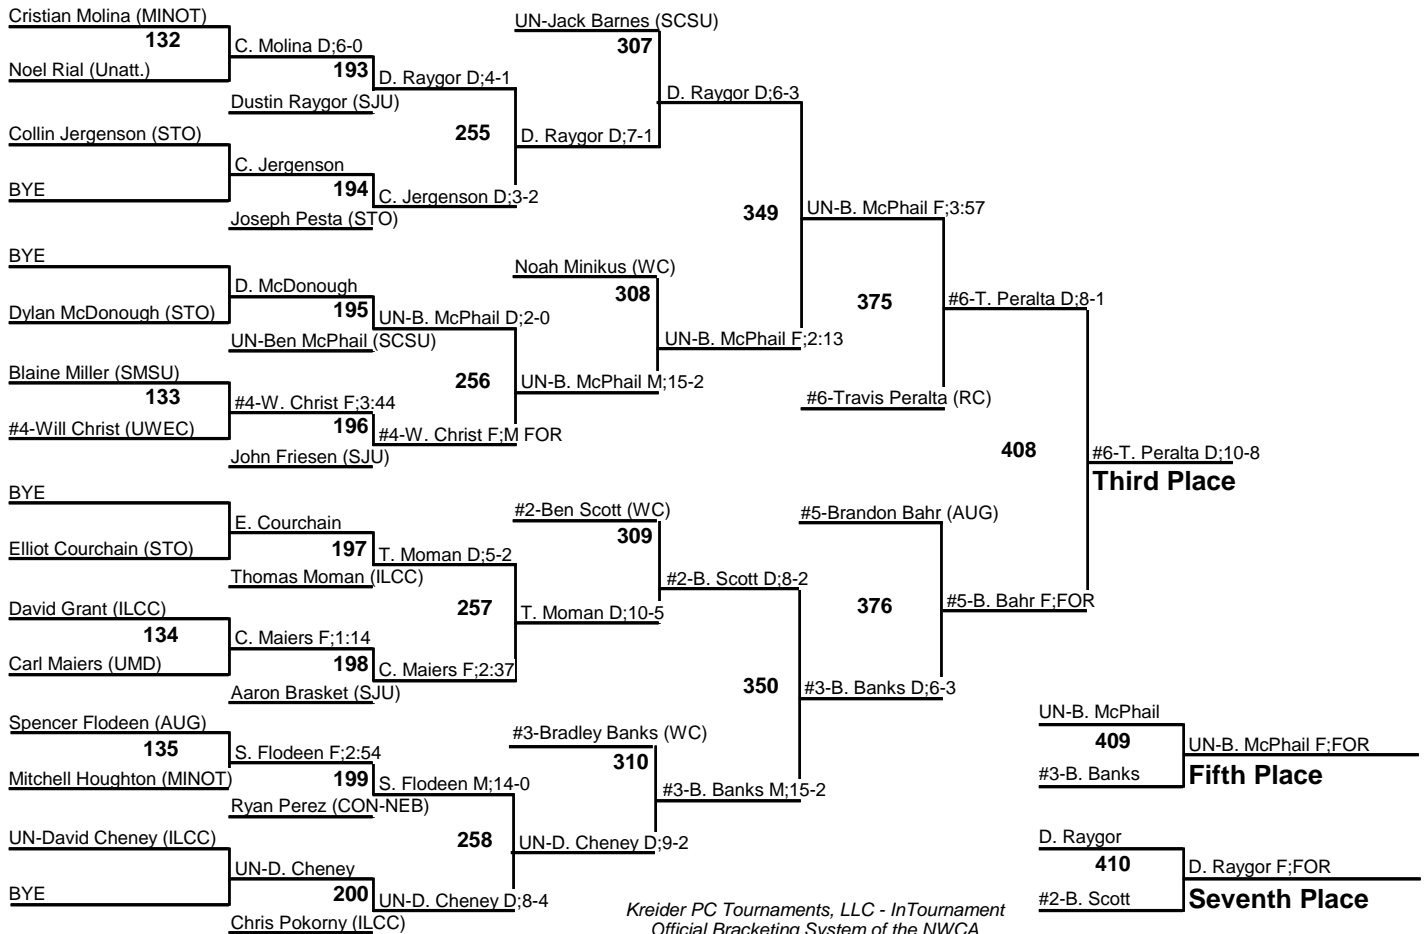 Cristian Molina (MINOT)
132
Noel Rial (Unatt.)
C. Molina D;6-0
193
Dustin Raygor (SJU)
D. Raygor D;4-1
Collin Jergenson (STO)
BYE
C. Jergenson
194
Joseph Pesta (STO)
C. Jergenson D;3-2
255
D. Raygor D;7-1
UN-Jack Barnes (SCSU)
307
D. Raygor D;6-3
BYE
Dylan McDonough (STO)
D. McDonough
195
UN-Ben McPhail (SCSU)
UN-B. McPhail D;2-0
Blaine Miller (SMSU)
133
#4-Will Christ (UWEC)
#4-W. Christ F;3:44
196
John Friesen (SJU)
#4-W. Christ F;M FOR
256
UN-B. McPhail M;15-2
Noah Minikus (WC)
308
UN-B. McPhail F;2:13
349
UN-B. McPhail F;3:57
375
#6-Travis Peralta (RC)
#6-T. Peralta D;8-1
BYE
Elliot Courchain (STO)
E. Courchain
197
Thomas Moman (ILCC)
T. Moman D;5-2
David Grant (ILCC)
134
Carl Maiers (UMD)
C. Maiers F;1:14
198
Aaron Brasket (SJU)
C. Maiers F;2:37
257
T. Moman D;10-5
#2-Ben Scott (WC)
309
#2-B. Scott D;8-2
Spencer Flodeen (AUG)
135
Mitchell Houghton (MINOT)
S. Flodeen F;2:54
199
Ryan Perez (CON-NEB)
S. Flodeen M;14-0
UN-David Cheney (ILCC)
BYE
UN-D. Cheney
200
Chris Pokorny (ILCC)
UN-D. Cheney D;8-4
258
UN-D. Cheney D;9-2
#3-Bradley Banks (WC)
310
#3-B. Banks M;15-2
350
#3-B. Banks D;6-3
#5-Brandon Bahr (AUG)
376
#5-B. Bahr F;FOR
408
#6-T. Peralta D;10-8
Third Place
UN-B. McPhail
409
#3-B. Banks
UN-B. McPhail F;FOR
Fifth Place
D. Raygor
410
#2-B. Scott
D. Raygor F;FOR
Seventh Place
Kreider PC Tournaments, LLC - InTournament
Official Bracketing System of the NWCA